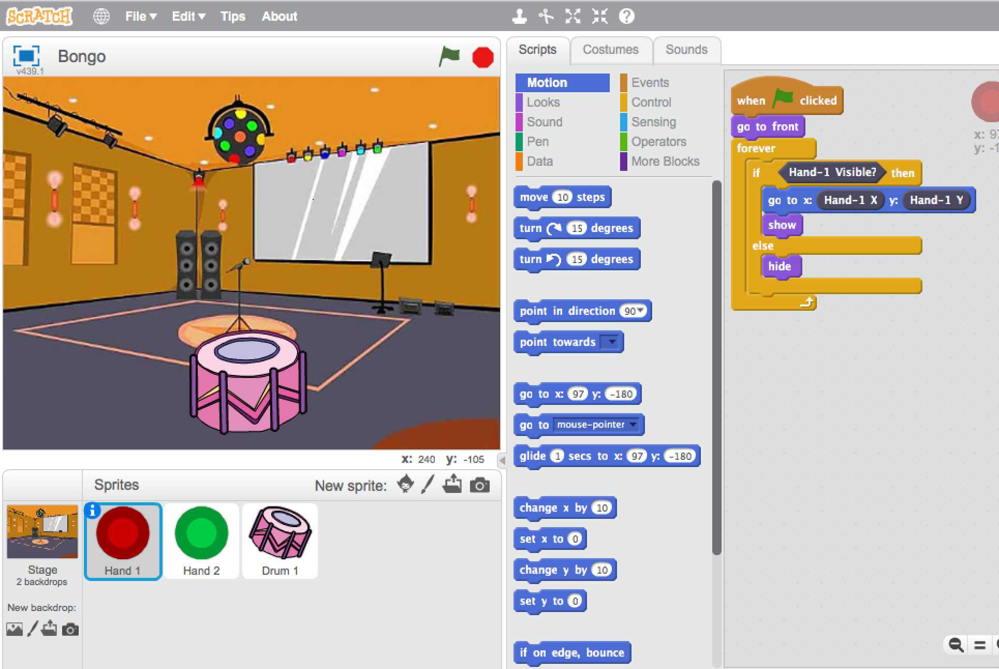 SCRATCH File Edit Tips About
v439.1
Bongo
x: 240 y: -105
Sprites New sprite:
Stage
2 backdrops
New backdrop:
Hand 1
Hand 2
Drum 1
Scripts Costumes Sounds
Motion Events
Looks Control
Sound Sensing
Pen Operators
Data More Blocks
move 10 steps
turn 15 degrees
turn 15 degrees
point in direction 90
point towards
go to x: 97 y: -180
go to mouse-pointer
glide 1 secs to x: 97 y: -180
change x by 10
set x to 0
change y by 10
set y to 0
if on edge, bounce
when clicked
go to front
forever
if Hand-1 Visible? then
go to x: Hand-1 X y: Hand-1 Y
show
else
hide
x:
y: